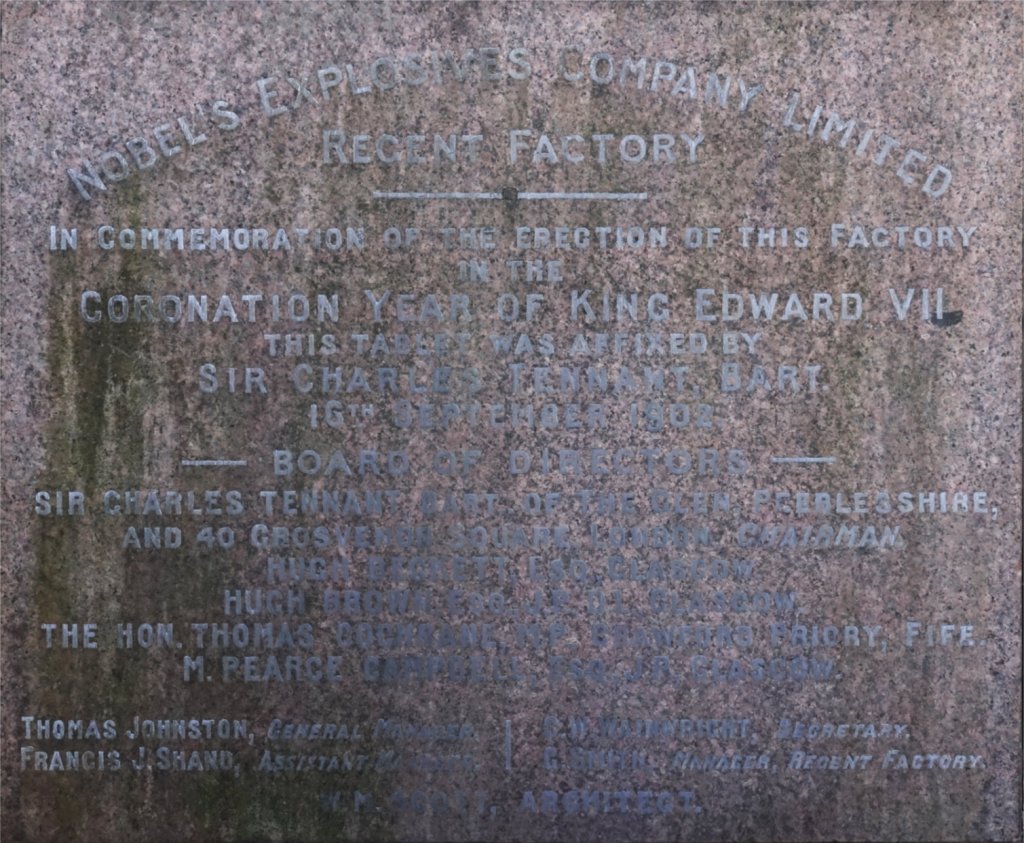 NOBEL'S EXPLOSIVES COMPANY LIMITED
REGENT FACTORY
IN COMMEMORATION OF THE ERECTION OF THIS FACTORY
IN THE
CORONATION YEAR OF KING EDWARD VII
THIS TABLET WAS AFFIXED BY
SIR CHARLES TENNANT, BART.
16TH SEPTEMBER 1902.
BOARD OF DIRECTORS
SIR CHARLES TENNANT BART. OF THE GLEN, PEEBLESSHIRE,
AND 40 GROSVENOR SQUARE, LONDON, CHAIRMAN.
HUGH BECKETT, ESQ. GLASGOW.
HUGH BROWN, ESQ. J.P. D.L. GLASGOW.
THE HON. THOMAS COCHRANE, M.P. CRAWFORD PRIORY, FIFE.
M. PEARCE CAMPBELL ESQ. J.P. GLASGOW.
THOMAS JOHNSTON, GENERAL MANAGER. C.W. WAINWRIGHT, SECRETARY.
FRANCIS J. SHAND, ASSISTANT MANAGER. G. SMITH, MANAGER, REGENT FACTORY.
SCOTT, ARCHITECT.